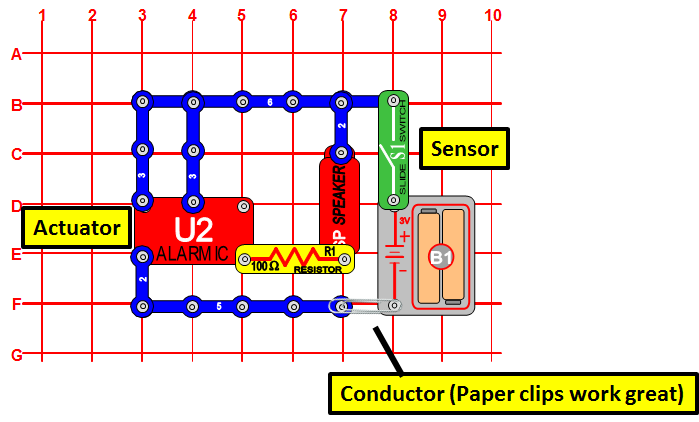 1 2 3 4 5 6 7 8 9 10
A
B
6
SLIDE S1 SWITCH
2
Sensor
C
3
3
SP SPEAKER
D
Actuator
U2
ALARM IC
3V
+
E
R1
100Ω RESISTOR
B1
−
2
F
5
G
Conductor (Paper clips work great)